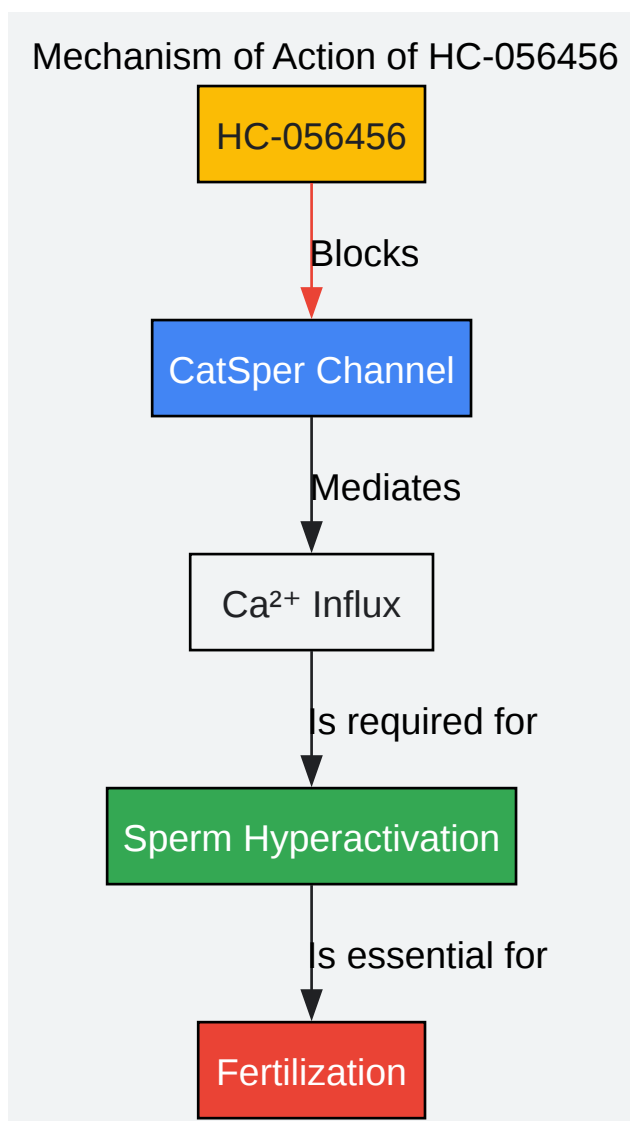 Mechanism of Action of HC-056456
HC-056456
Blocks
CatSper Channel
Mediates
Ca²⁺ Influx
Is required for
Sperm Hyperactivation
Is essential for
Fertilization